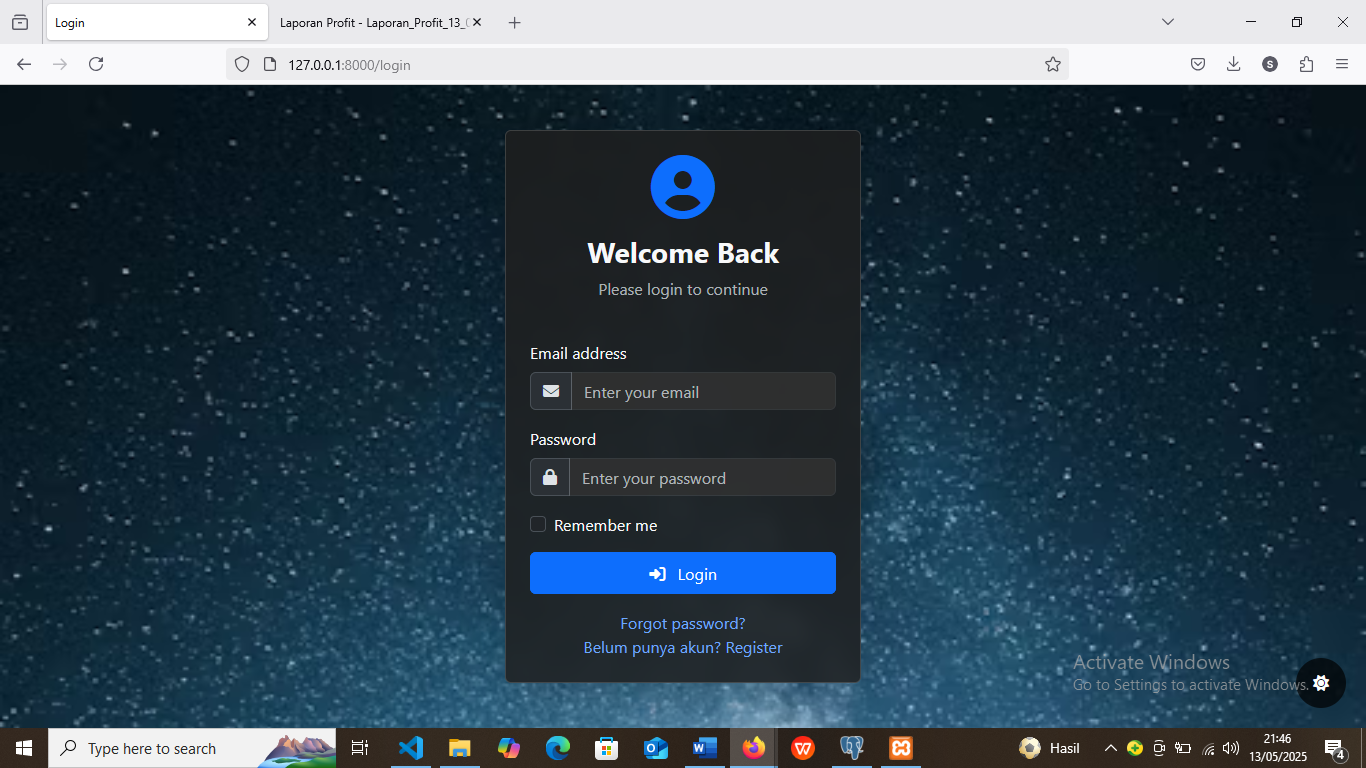 Login
Laporan Profit - Laporan_Profit_13_
127.0.0.1:8000/login
S
Welcome Back
Please login to continue
Email address
Enter your email
Password
Enter your password
Remember me
Login
Forgot password?
Belum punya akun? Register
Activate Windows
Go to Settings to activate Windows.
Type here to search
W
W
Hasil
21:46
13/05/2025
4